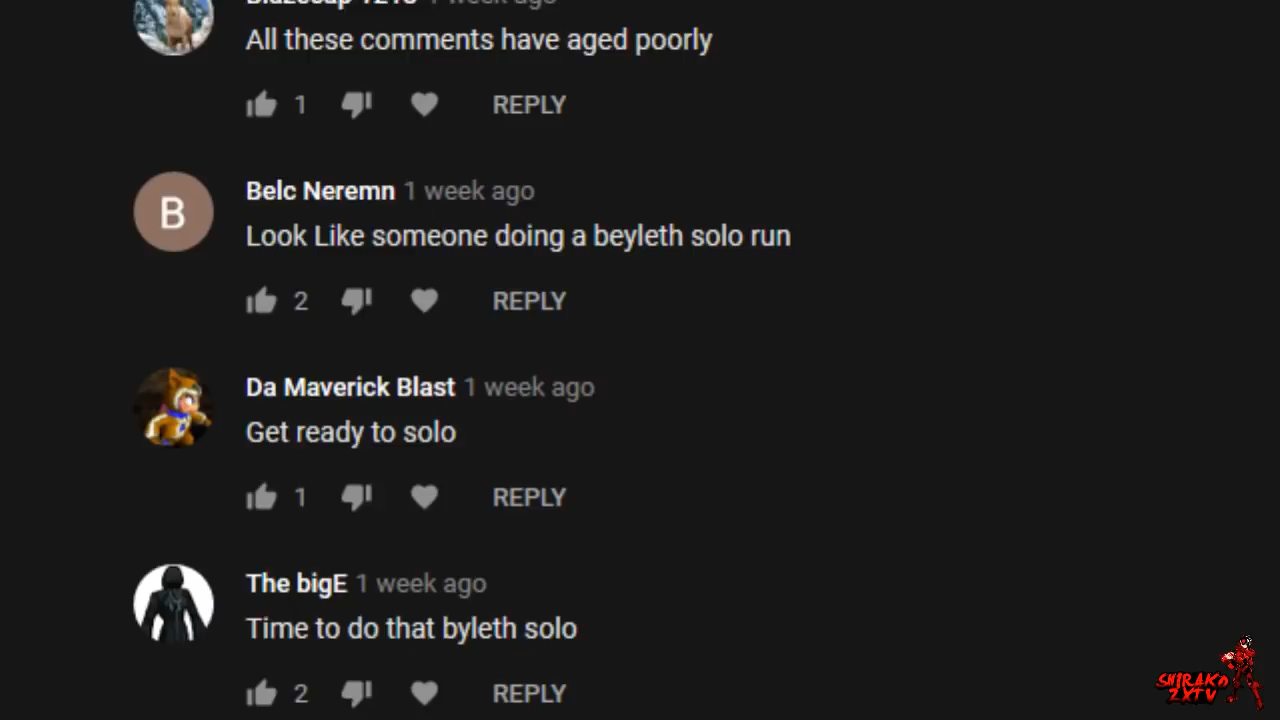 All these comments have aged poorly
1 REPLY
Belc Neremn 1 week ago
Look Like someone doing a beyleth solo run
2 REPLY
Da Maverick Blast 1 week ago
Get ready to solo
1 REPLY
The bigE 1 week ago
Time to do that byleth solo
2 REPLY
B
SHIRAKO
ZXTV